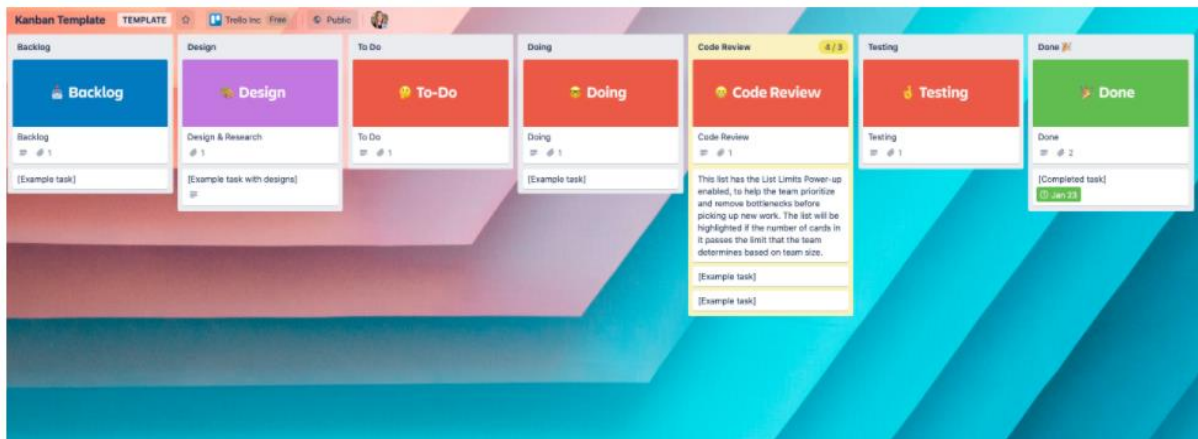 Kanban Template TEMPLATE Trello Inc Free Public
Backlog
Backlog
Backlog
1
[Example task]
Design
Design
Design & Research
1
[Example task with designs]
To Do
To-Do
To Do
1
Doing
Doing
Doing
1
[Example task]
Code Review 4/3
Code Review
Code Review
1
This list has the List Limits Power-up
enabled, to help the team prioritize
and remove bottlenecks before
picking up new work. The list will be
highlighted if the number of cards in
it passes the limit that the team
determines based on team size.
[Example task]
[Example task]
Testing
Testing
Testing
1
Done
Done
Done
2
[Completed task]
Jan 23